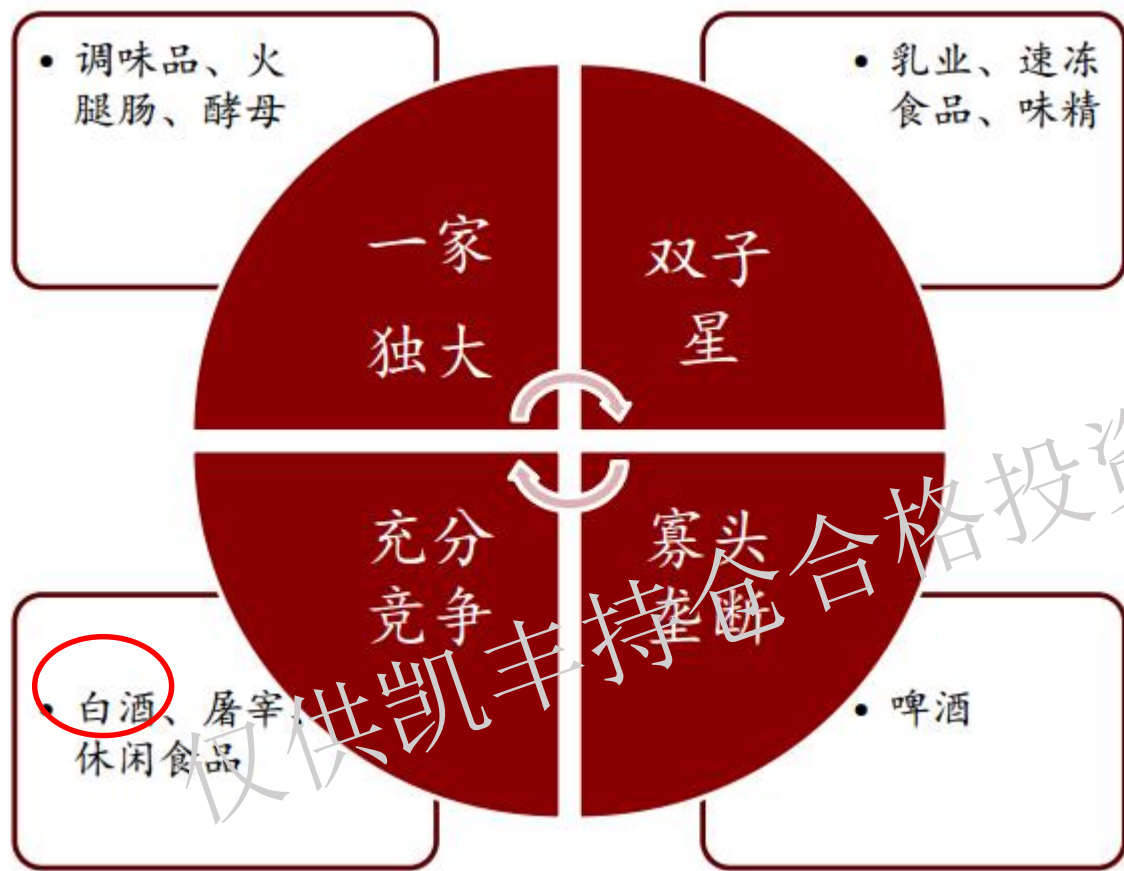 • 调味品、火
腿肠、酵母
• 乳业、速冻
食品、味精
一家
独大
双子
星
充分
竞争
寡头
垄断
• 白酒、屠宰、
休闲食品
• 啤酒
仅供凯丰持仓合格投资